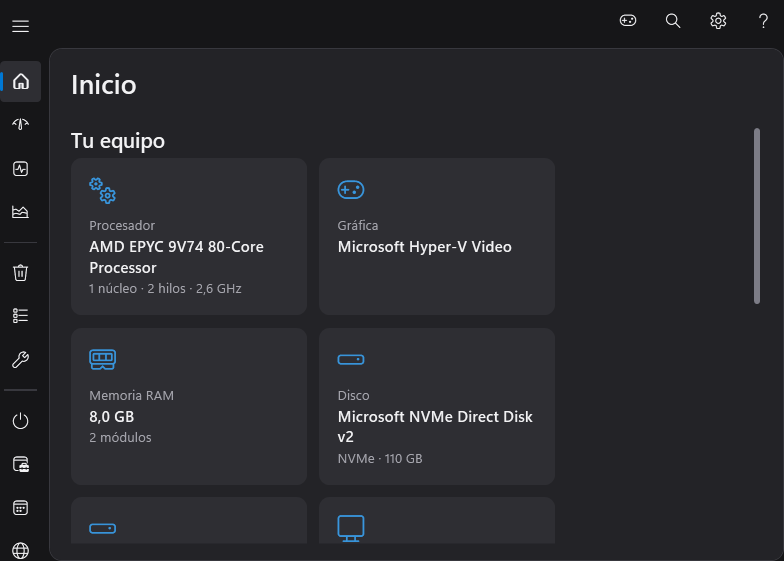 Inicio
Tu equipo
Procesador
AMD EPYC 9V74 80-Core
Processor
1 núcleo · 2 hilos · 2,6 GHz
Gráfica
Microsoft Hyper-V Video
Memoria RAM
8,0 GB
2 módulos
Disco
Microsoft NVMe Direct Disk
v2
NVMe · 110 GB